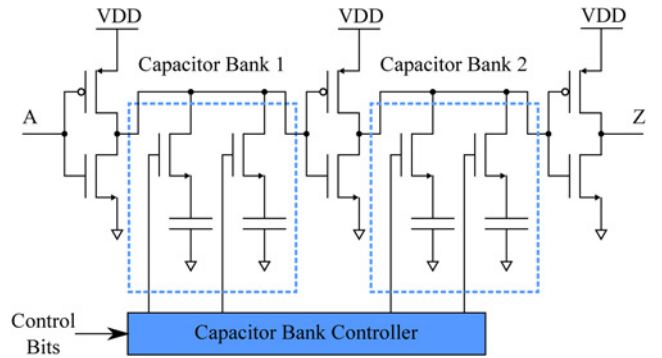 VDD VDD VDD
Capacitor Bank 1 Capacitor Bank 2
A Z
Control
Bits
Capacitor Bank Controller